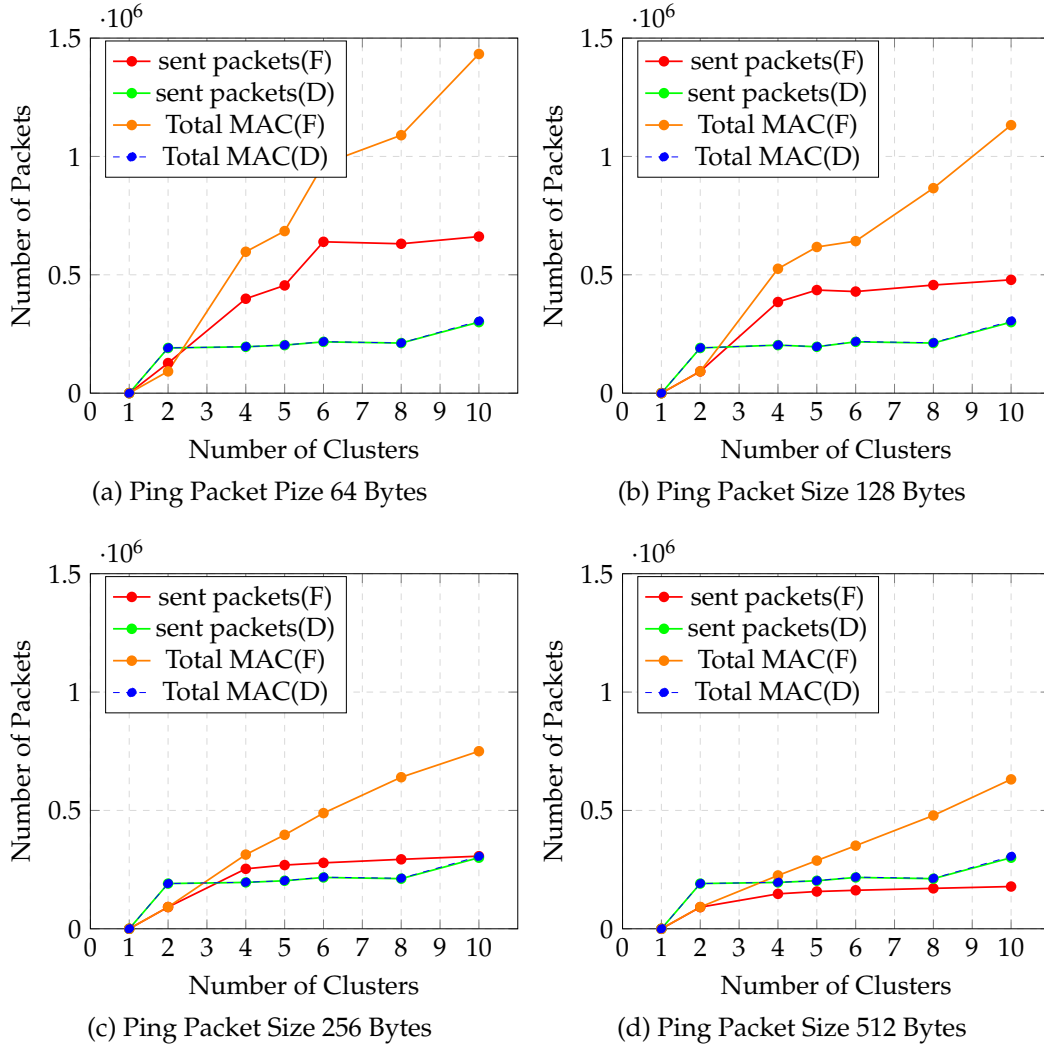 ·10^6
1.5
1
0.5
0
Number of Packets
sent packets(F)
sent packets(D)
Total MAC(F)
Total MAC(D)
0 1 2 3 4 5 6 7 8 9 10
Number of Clusters
(a) Ping Packet Pize 64 Bytes
·10^6
1.5
1
0.5
0
Number of Packets
sent packets(F)
sent packets(D)
Total MAC(F)
Total MAC(D)
0 1 2 3 4 5 6 7 8 9 10
Number of Clusters
(b) Ping Packet Size 128 Bytes
·10^6
1.5
1
0.5
0
Number of Packets
sent packets(F)
sent packets(D)
Total MAC(F)
Total MAC(D)
0 1 2 3 4 5 6 7 8 9 10
Number of Clusters
(c) Ping Packet Size 256 Bytes
·10^6
1.5
1
0.5
0
Number of Packets
sent packets(F)
sent packets(D)
Total MAC(F)
Total MAC(D)
0 1 2 3 4 5 6 7 8 9 10
Number of Clusters
(d) Ping Packet Size 512 Bytes